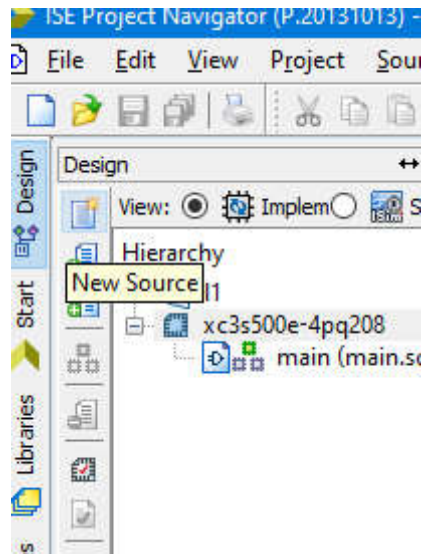 ISE Project Navigator (P.20131013) -
File Edit View Project Sour
Design
View: Implem S
Hierarchy
New Source l1
xc3s500e-4pq208
main (main.sc
Design
Start
Libraries